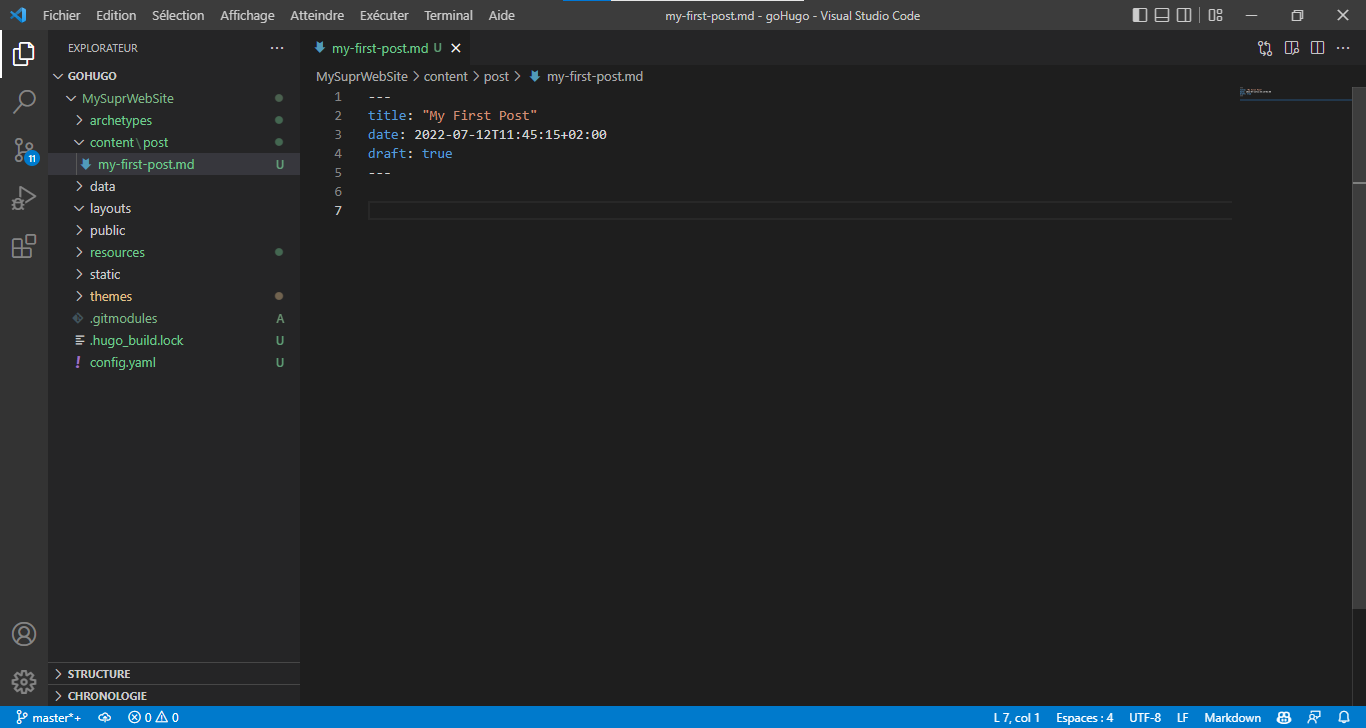 Fichier Edition Sélection Affichage Atteindre Exécuter Terminal Aide
my-first-post.md - goHugo - Visual Studio Code
EXPLORATEUR
my-first-post.md U
GOHUGO
MySuprWebSite
archetypes
content\post
my-first-post.md U
data
layouts
public
resources
static
themes
.gitmodules A
.hugo_build.lock U
config.yaml U
11
STRUCTURE
CHRONOLOGIE
MySuprWebSite > content > post > my-first-post.md
1 ---
2 title: "My First Post"
3 date: 2022-07-12T11:45:15+02:00
4 draft: true
5 ---
6
7
master*+ 0 0 L 7, col 1 Espaces : 4 UTF-8 LF Markdown